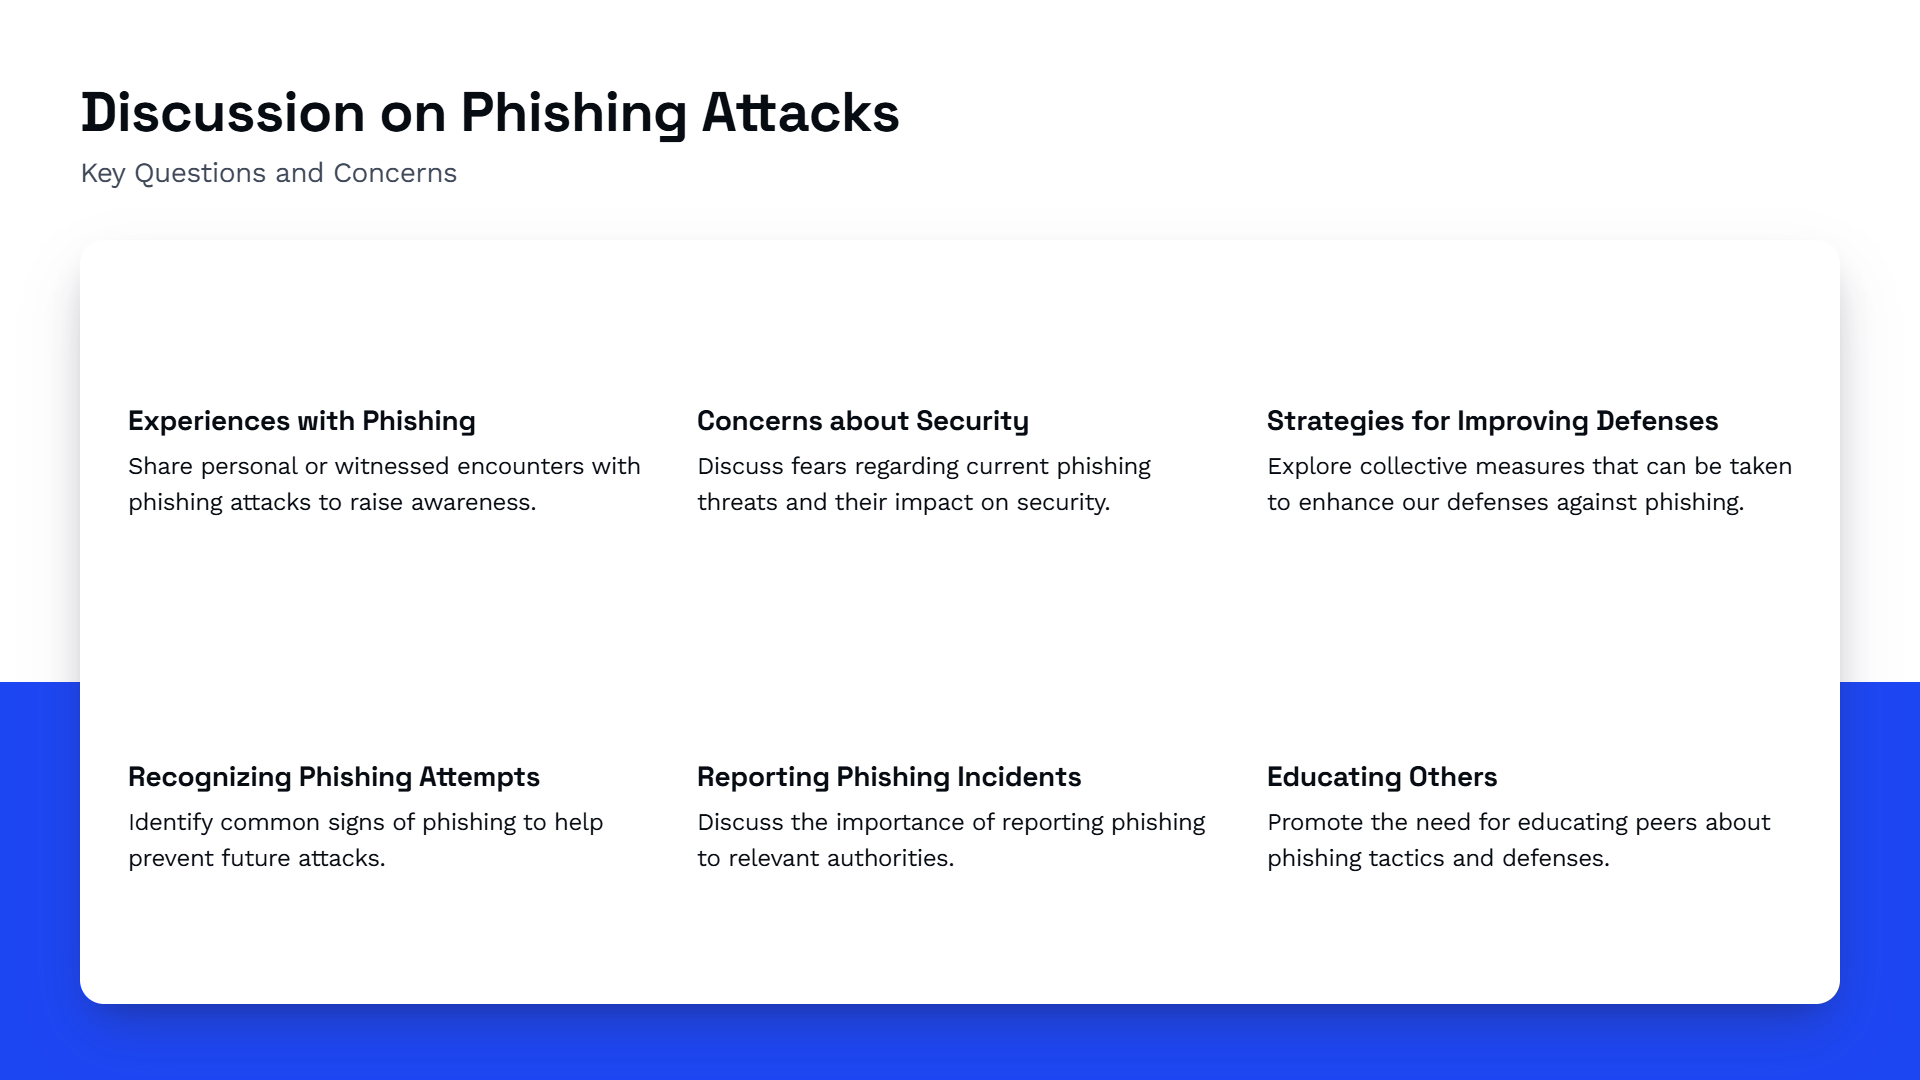 Discussion on Phishing Attacks
Key Questions and Concerns
Experiences with Phishing
Share personal or witnessed encounters with
phishing attacks to raise awareness.
Concerns about Security
Discuss fears regarding current phishing
threats and their impact on security.
Strategies for Improving Defenses
Explore collective measures that can be taken
to enhance our defenses against phishing.
Recognizing Phishing Attempts
Identify common signs of phishing to help
prevent future attacks.
Reporting Phishing Incidents
Discuss the importance of reporting phishing
to relevant authorities.
Educating Others
Promote the need for educating peers about
phishing tactics and defenses.